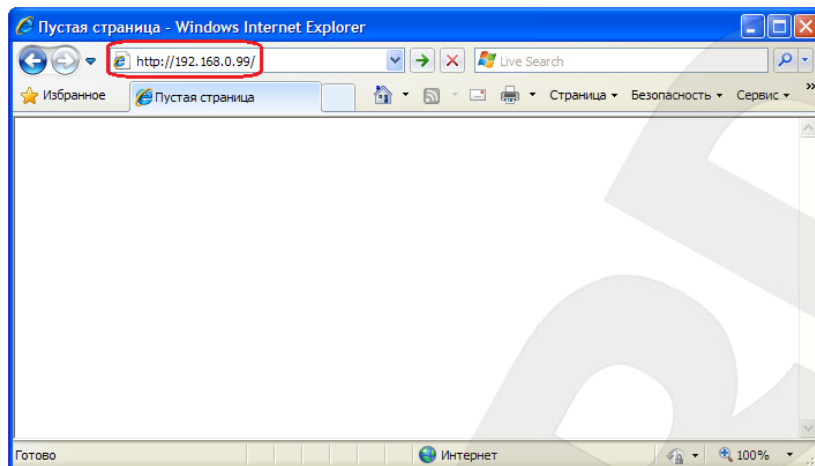 Пустая страница - Windows Internet Explorer
http://192.168.0.99/
Live Search
Избранное
Пустая страница
Страница
Безопасность
Сервис
»
Готово
Интернет
100%